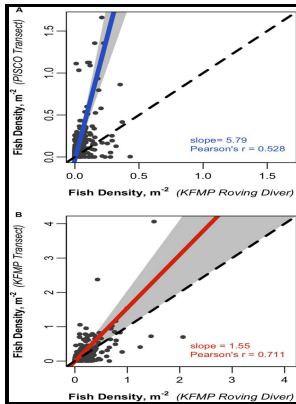 A
Fish Density, m⁻² (PISCO Transect)
1.5
1.0
0.5
0.0
slope= 5.79
Pearson's r = 0.528
0.0 0.5 1.0 1.5
Fish Density, m⁻² (KFMP Roving Diver)
B
Fish Density, m⁻² (KFMP Transect)
4
3
2
1
0
slope = 1.55
Pearson's r = 0.711
0 1 2 3 4
Fish Density, m⁻² (KFMP Roving Diver)